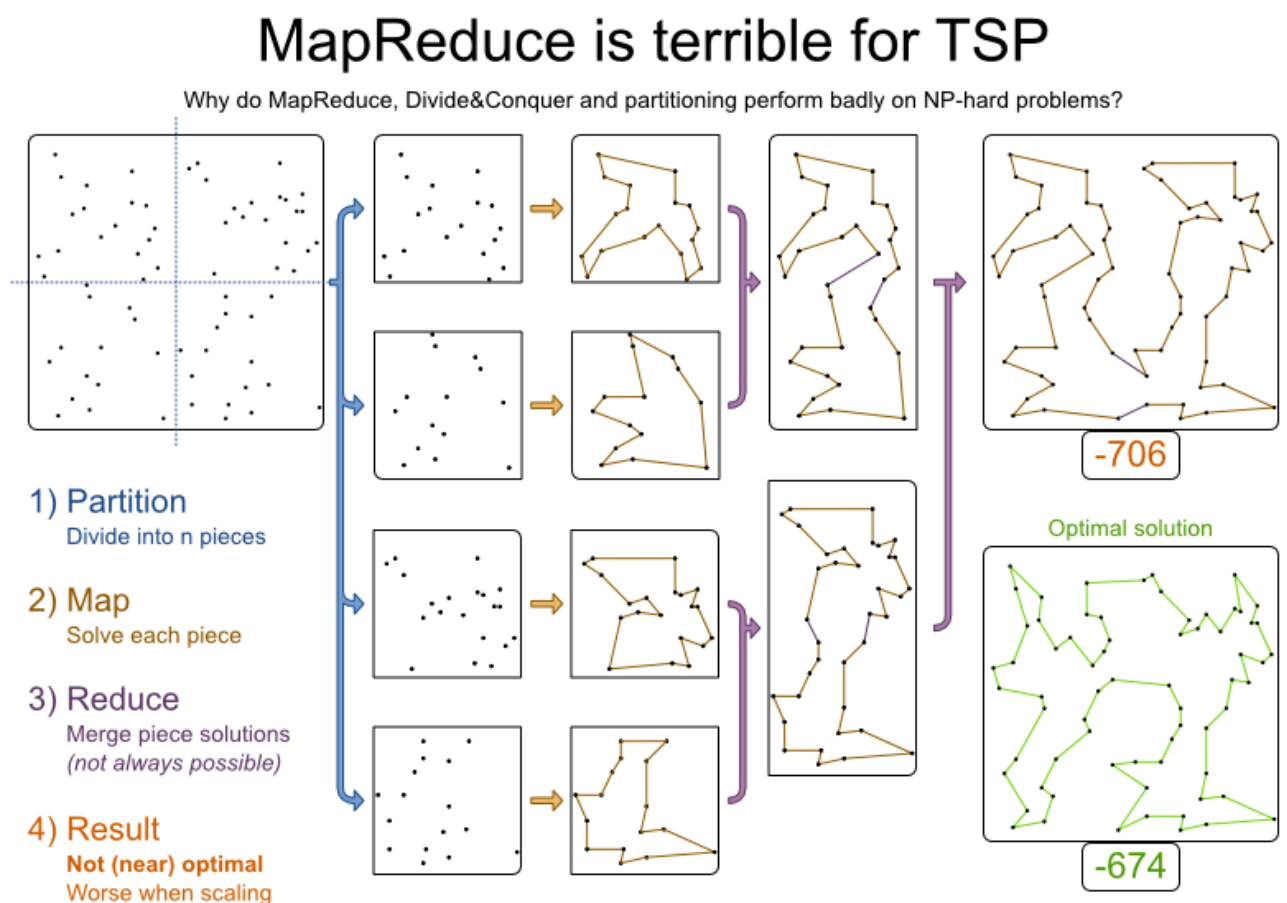 MapReduce is terrible for TSP
Why do MapReduce, Divide&Conquer and partitioning perform badly on NP-hard problems?
1) Partition
Divide into n pieces
2) Map
Solve each piece
3) Reduce
Merge piece solutions
(not always possible)
4) Result
Not (near) optimal
Worse when scaling
-706
Optimal solution
-674